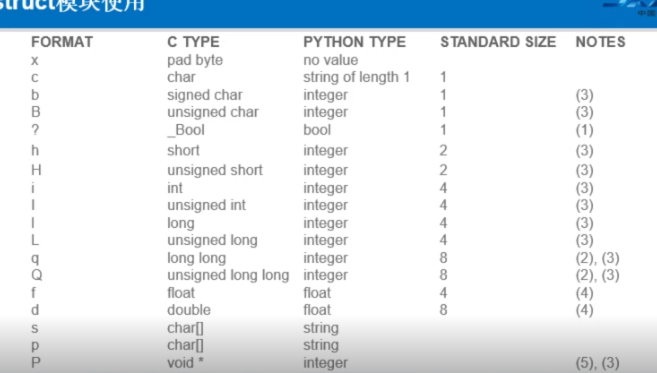 struct模块使用
FORMAT C TYPE PYTHON TYPE STANDARD SIZE NOTES
x pad byte no value
c char string of length 1 1
b signed char integer 1 (3)
B unsigned char integer 1 (3)
? _Bool bool 1 (1)
h short integer 2 (3)
H unsigned short integer 2 (3)
i int integer 4 (3)
I unsigned int integer 4 (3)
l long integer 4 (3)
L unsigned long integer 4 (3)
q long long integer 8 (2), (3)
Q unsigned long long integer 8 (2), (3)
f float float 4 (4)
d double float 8 (4)
s char[] string
p char[] string
P void * integer (5), (3)